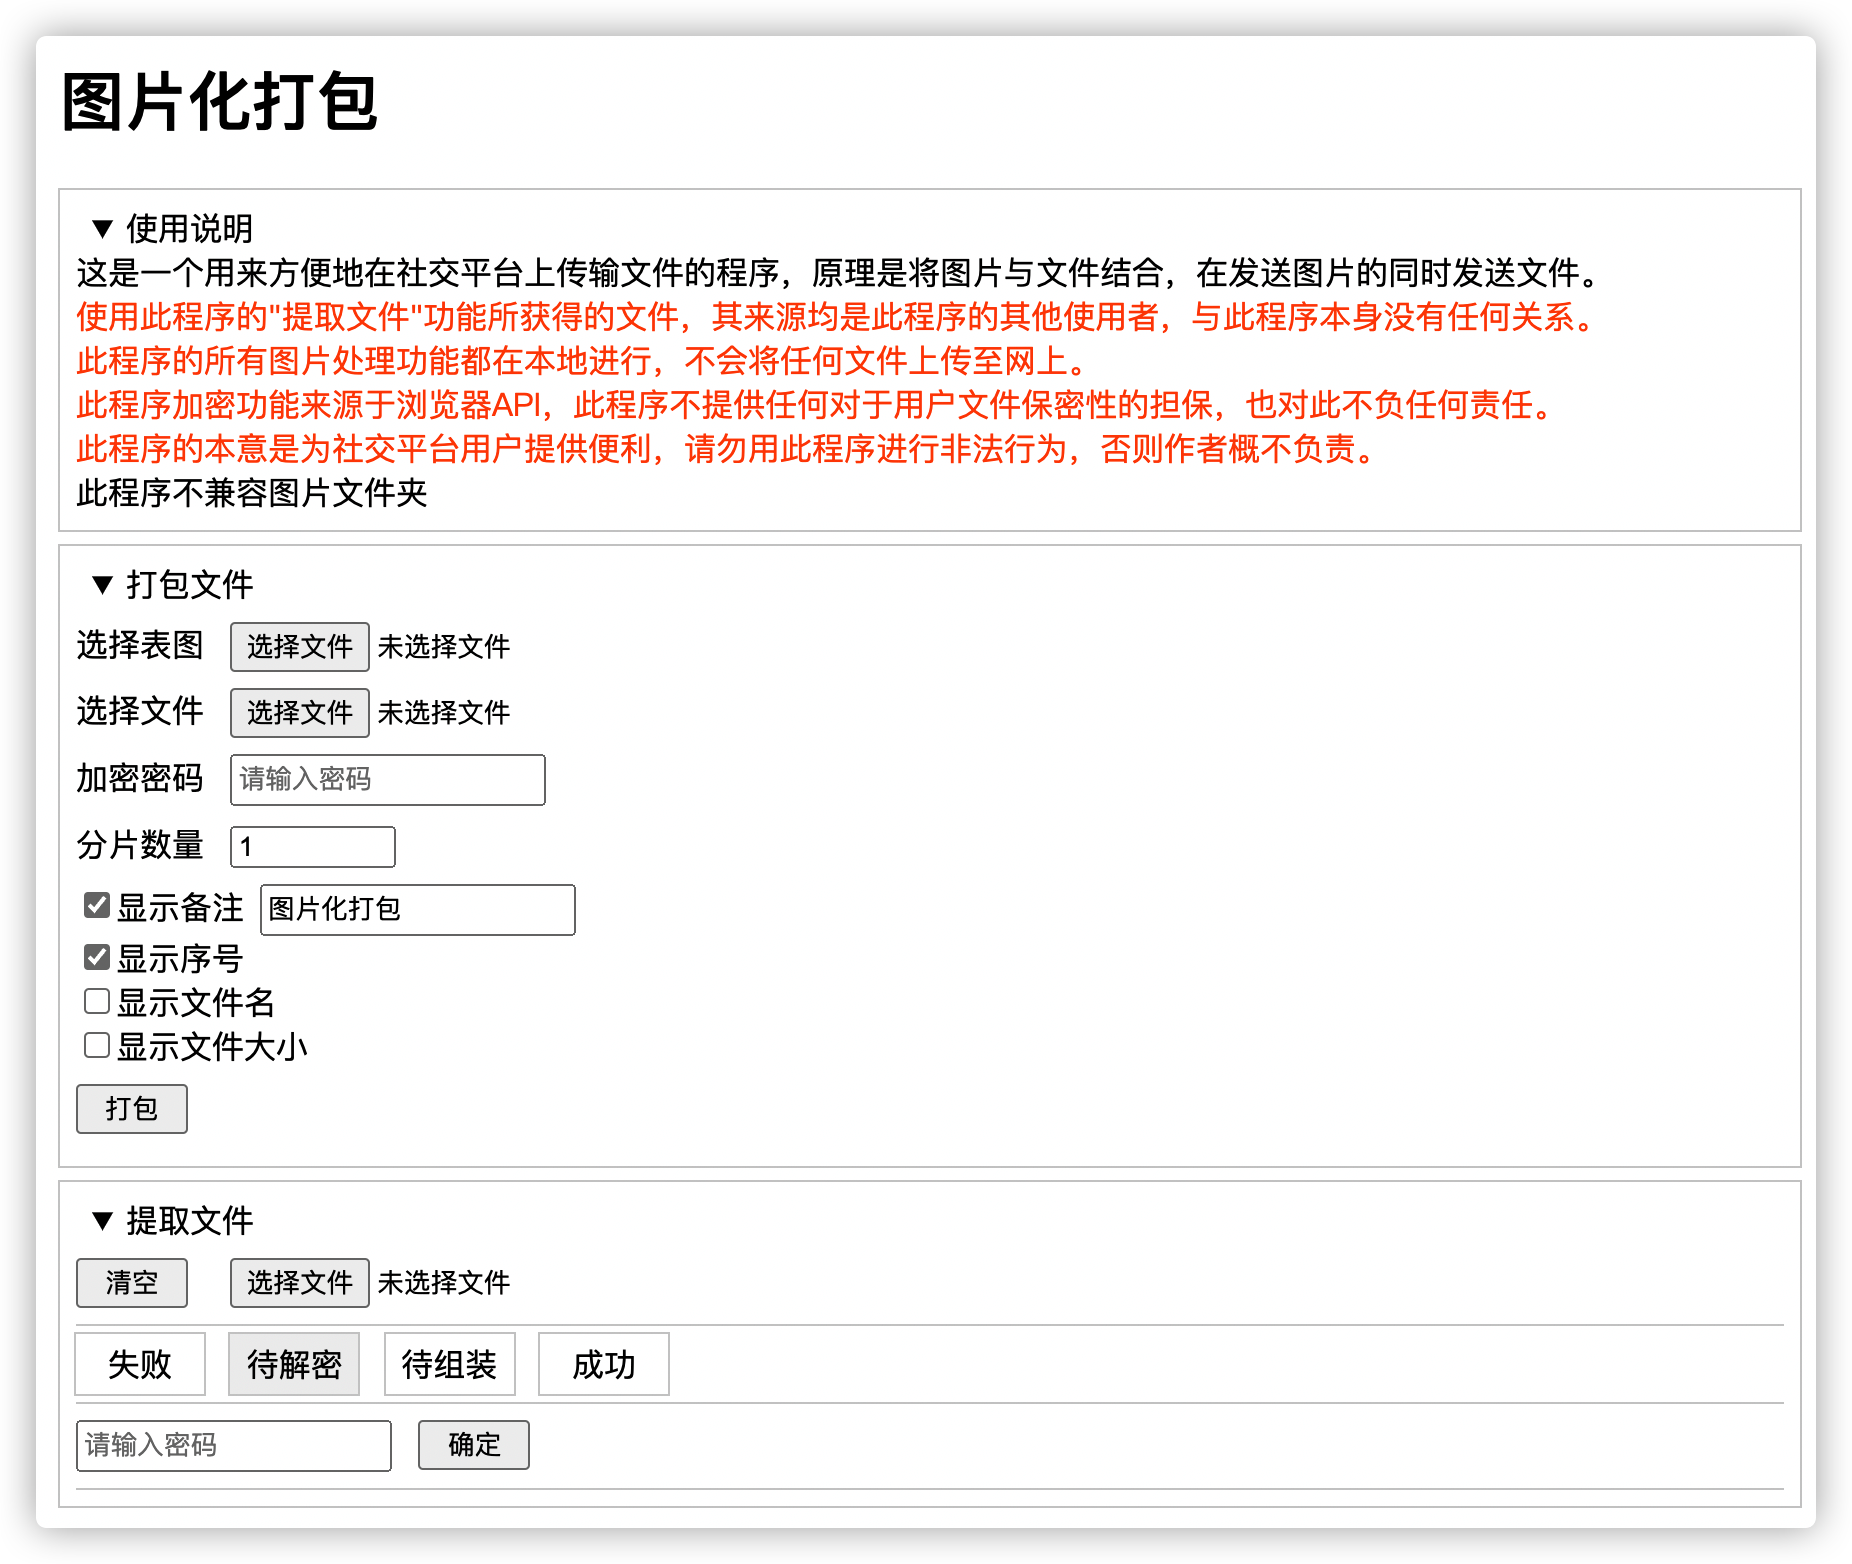 图片化打包
▼ 使用说明
这是一个用来方便地在社交平台上传输文件的程序，原理是将图片与文件结合，在发送图片的同时发送文件。
使用此程序的"提取文件"功能所获得的文件，其来源均是此程序的其他使用者，与此程序本身没有任何关系。
此程序的所有图片处理功能都在本地进行，不会将任何文件上传至网上。
此程序加密功能来源于浏览器API，此程序不提供任何对于用户文件保密性的担保，也对此不负任何责任。
此程序的本意是为社交平台用户提供便利，请勿用此程序进行非法行为，否则作者概不负责。
此程序不兼容图片文件夹
▼ 打包文件
选择表图 选择文件 未选择文件
选择文件 选择文件 未选择文件
加密密码 请输入密码
分片数量 1
显示备注 图片化打包
显示序号
显示文件名
显示文件大小
打包
▼ 提取文件
清空 选择文件 未选择文件
失败 待解密 待组装 成功
请输入密码 确定